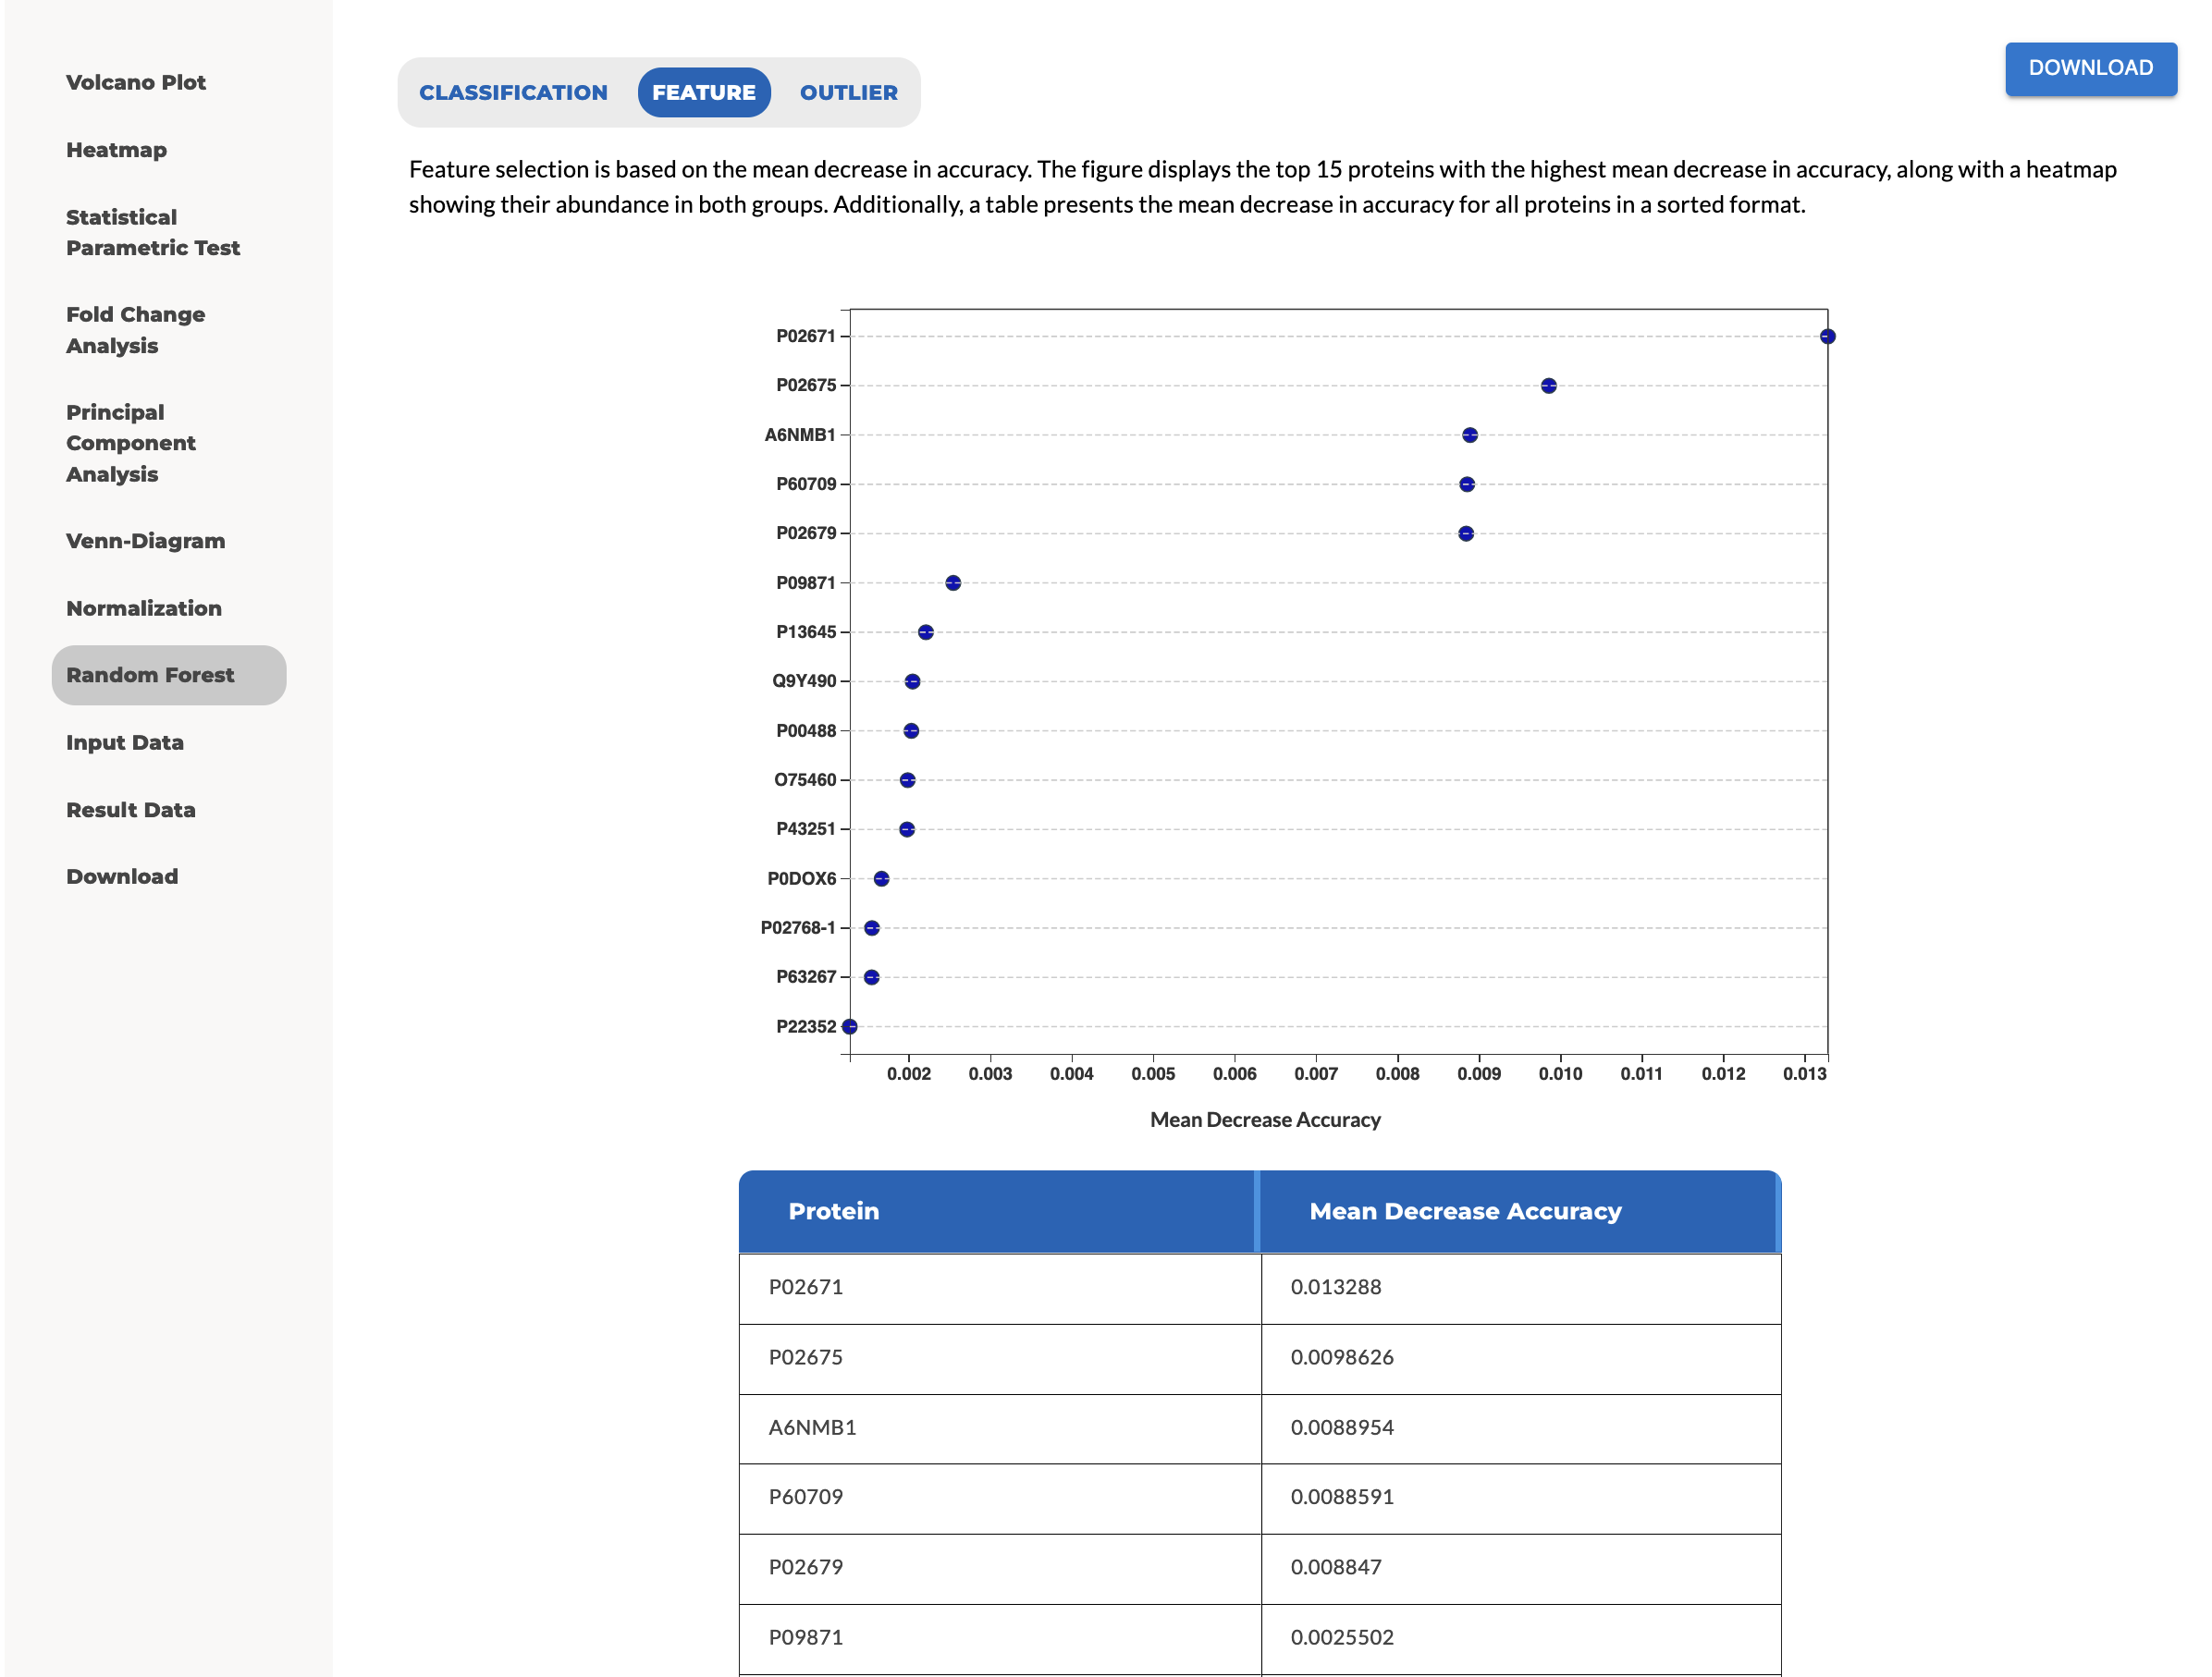 Volcano Plot
Heatmap
Statistical
Parametric Test
Fold Change
Analysis
Principal
Component
Analysis
Venn-Diagram
Normalization
Random Forest
Input Data
Result Data
Download
CLASSIFICATION FEATURE OUTLIER
DOWNLOAD
Feature selection is based on the mean decrease in accuracy. The figure displays the top 15 proteins with the highest mean decrease in accuracy, along with a heatmap
showing their abundance in both groups. Additionally, a table presents the mean decrease in accuracy for all proteins in a sorted format.
P02671
P02675
A6NMB1
P60709
P02679
P09871
P13645
Q9Y490
P00488
O75460
P43251
P0DOX6
P02768-1
P63267
P22352
0.002 0.003 0.004 0.005 0.006 0.007 0.008 0.009 0.010 0.011 0.012 0.013
Mean Decrease Accuracy
Protein Mean Decrease Accuracy
P02671 0.013288
P02675 0.0098626
A6NMB1 0.0088954
P60709 0.0088591
P02679 0.008847
P09871 0.0025502